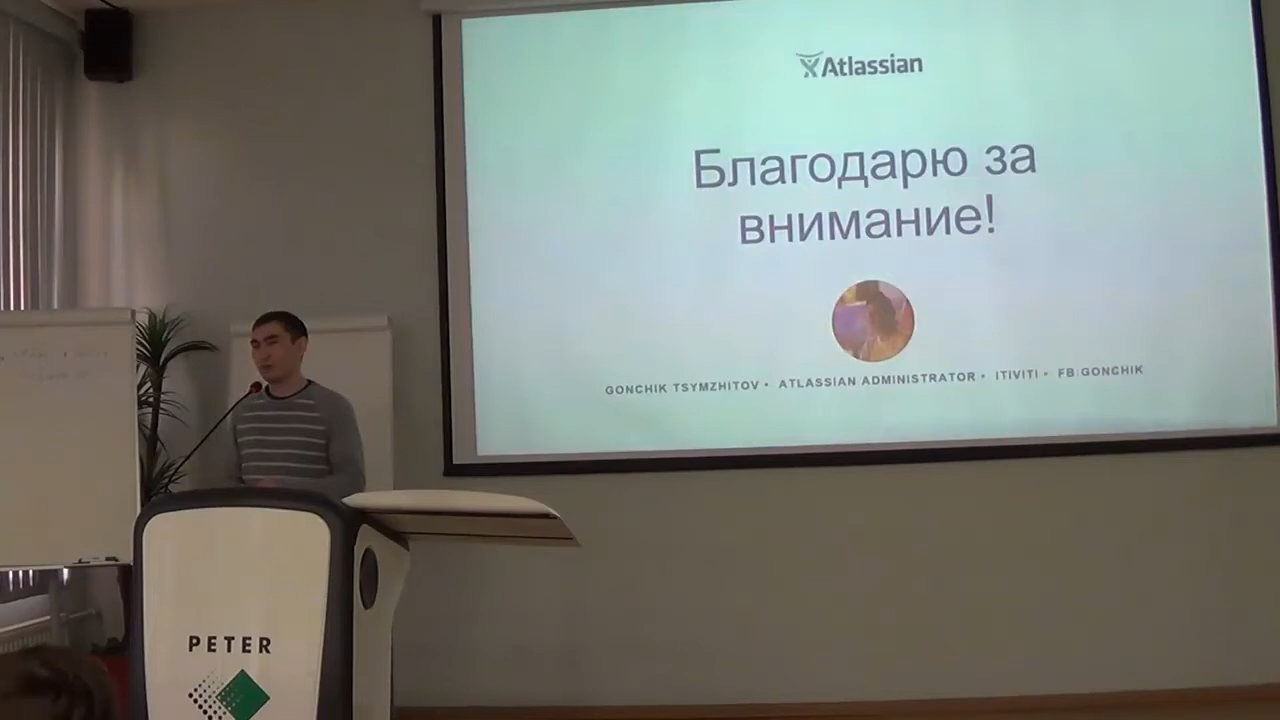 Atlassian
Благодарю за
внимание!
GONCHIK TSYMZHITOV • ATLASSIAN ADMINISTRATOR • ITIVITI • FB:GONCHIK
PETER